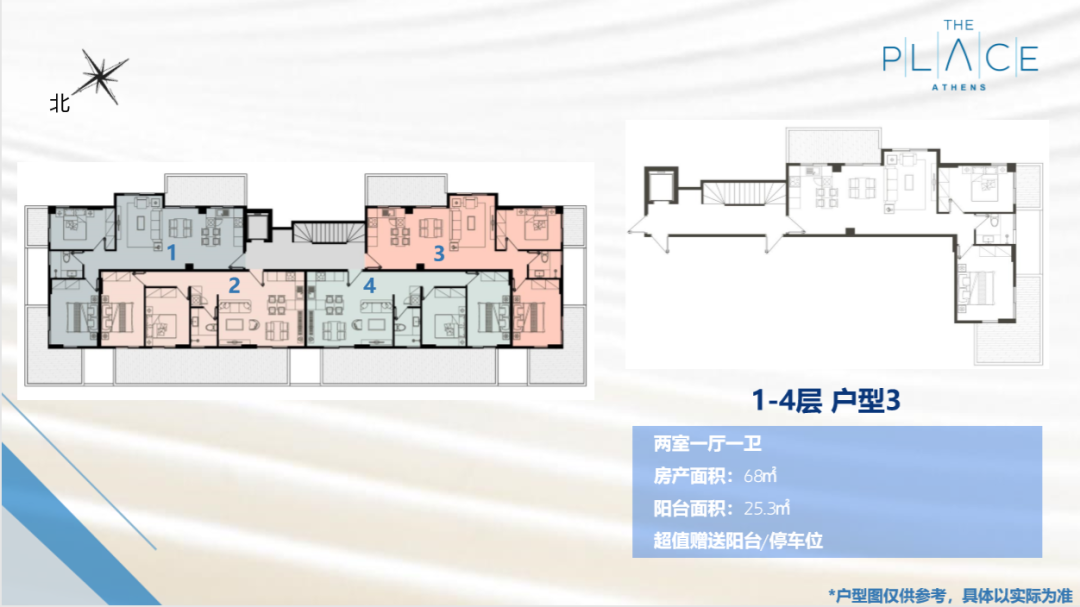 THE
PLACE
ATHENS
北
1
2
3
4
1-4层 户型3
两室一厅一卫
房产面积：68㎡
阳台面积：25.3㎡
超值赠送阳台/停车位
*户型图仅供参考，具体以实际为准